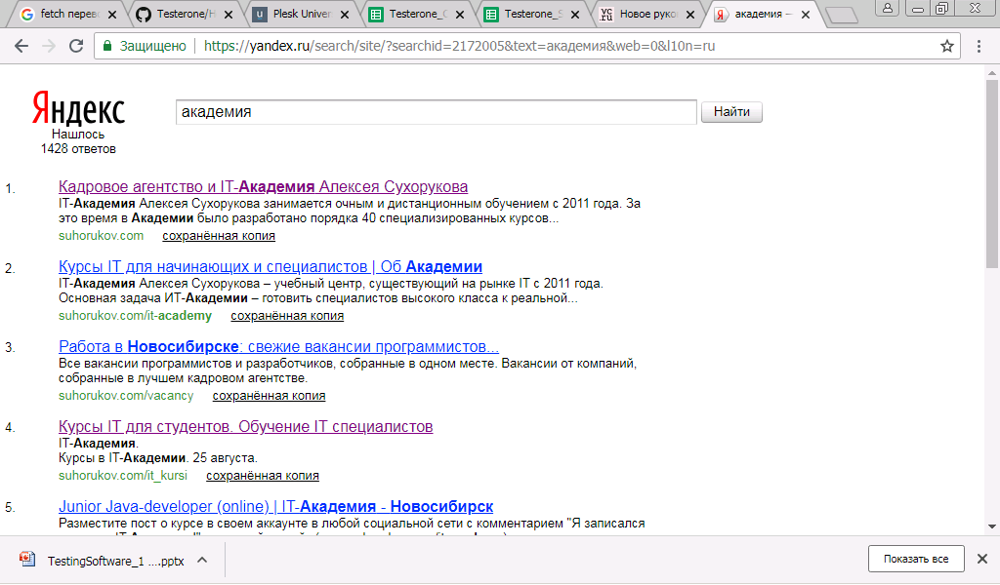 fetch перев
Testerone/H
Plesk Univer
Testerone_C
Testerone_S
Новое руко
академия —
Защищено https://yandex.ru/search/site/?searchid=2172005&text=академия&web=0&l10n=ru
Яндекс
академия
Найти
Нашлось
1428 ответов
1. Кадровое агентство и IT-Академия Алексея Сухорукова
IT-Академия Алексея Сухорукова занимается очным и дистанционным обучением с 2011 года. За
это время в Академии было разработано порядка 40 специализированных курсов...
suhorukov.com сохранённая копия
2. Курсы IT для начинающих и специалистов | Об Академии
IT-Академия Алексея Сухорукова – учебный центр, существующий на рынке IT с 2011 года.
Основная задача ИТ-Академии – готовить специалистов высокого класса к реальной...
suhorukov.com/it-academy сохранённая копия
3. Работа в Новосибирске: свежие вакансии программистов...
Все вакансии программистов и разработчиков, собранные в одном месте. Вакансии от компаний,
собранные в лучшем кадровом агентстве.
suhorukov.com/vacancy сохранённая копия
4. Курсы IT для студентов. Обучение IT специалистов
IT-Академия.
Курсы в IT-Академии. 25 августа.
suhorukov.com/it_kursi сохранённая копия
5. Junior Java-developer (online) | IT-Академия - Новосибирск
Разместите пост о курсе в своем аккаунте в любой социальной сети с комментарием "Я записался
TestingSoftware_1 ....pptx
Показать все